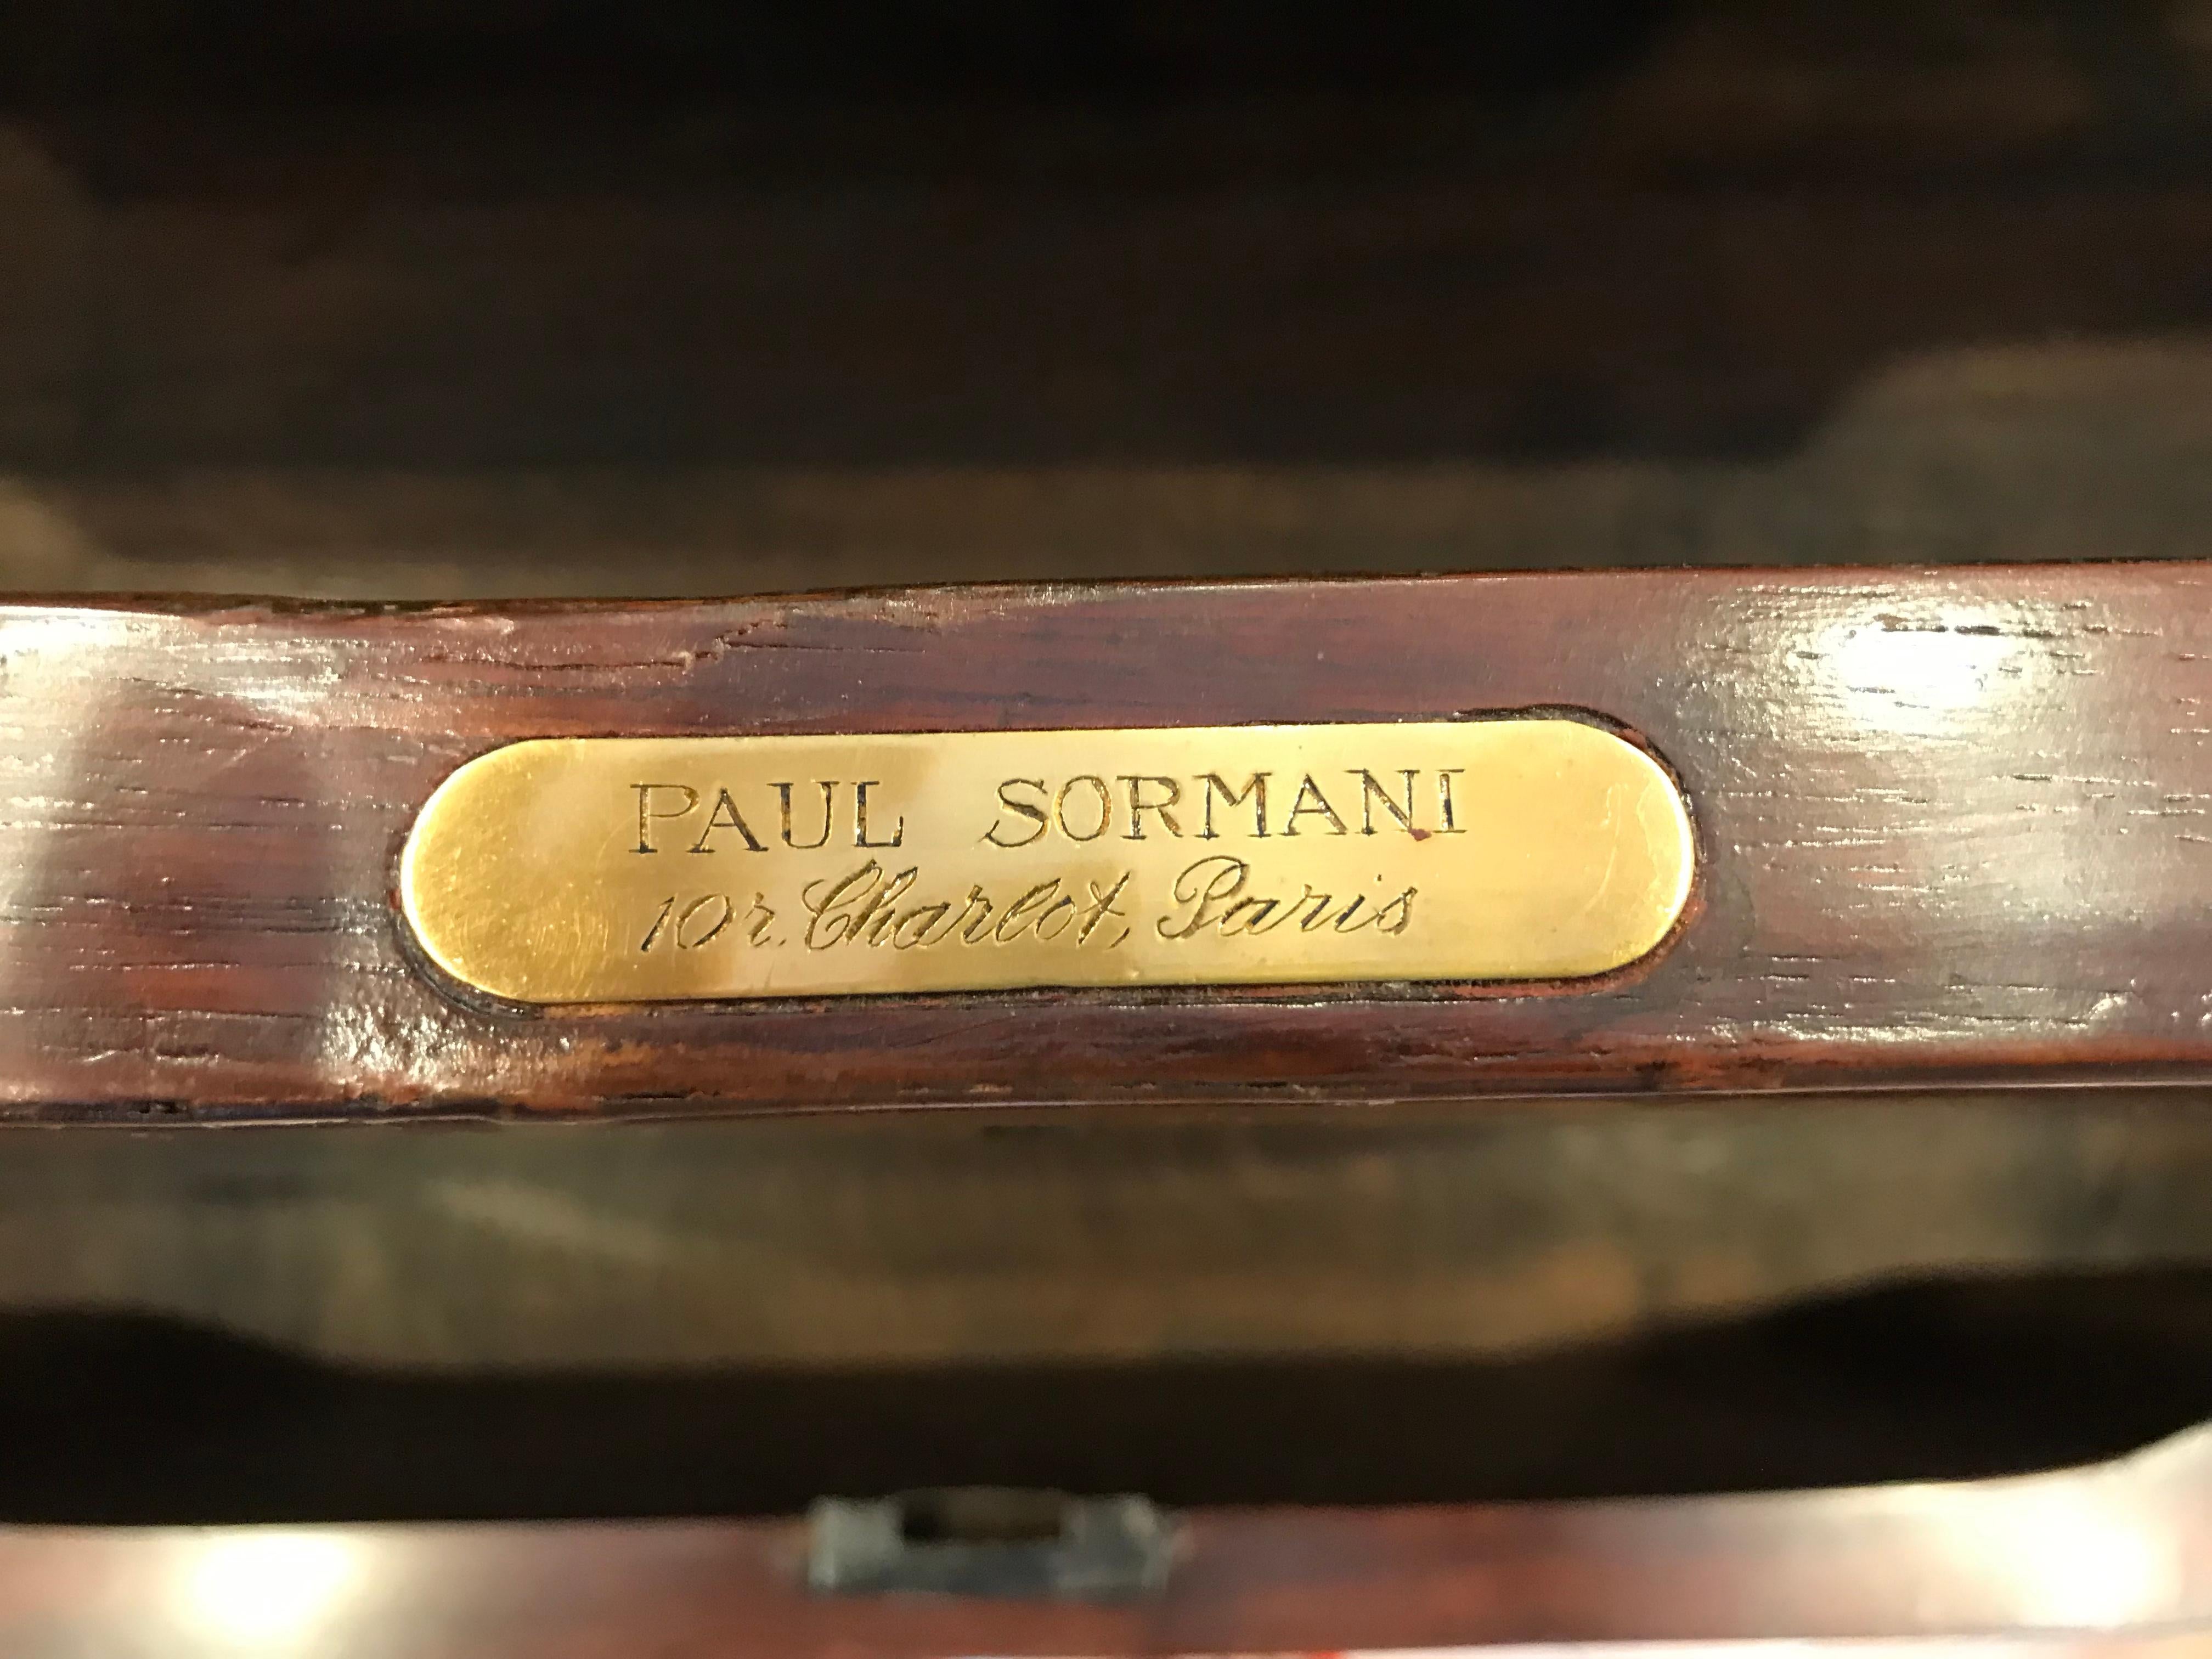 PAUL SORMANI
10 r. Charlot, Paris